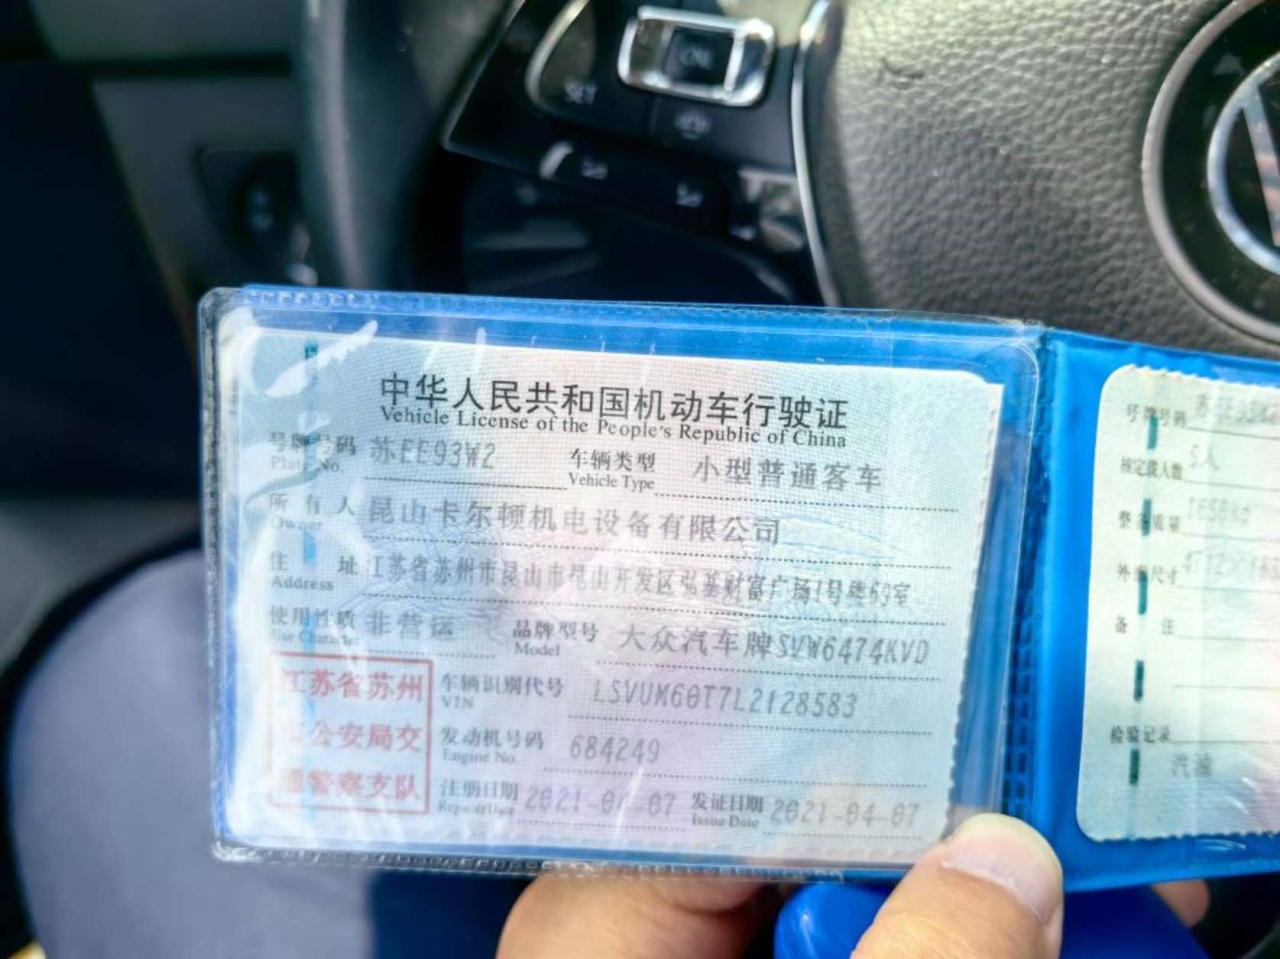 SET
中华人民共和国机动车行驶证
Vehicle License of the People's Republic of China
号牌号码 苏EE93W2 车辆类型 小型普通客车
Plate No. Vehicle Type
所有人 昆山卡尔顿机电设备有限公司
Owner
住址 江苏省苏州市昆山市昆山开发区弘基财富广场1号楼69室
Address
使用性质 非营运 品牌型号 大众汽车牌SVW6474KVD
Use Character Model
江苏省苏州
市公安局交
通警察支队
车辆识别代号 LSVUM60T7L2128583
VIN
发动机号码 684249
Engine No.
注册日期 2021-04-07 发证日期 2021-04-07
Register Date Issue Date
号牌号码
核定载人数 5人
整备质量 1650kg
外廓尺寸
备注
检验记录
汽油